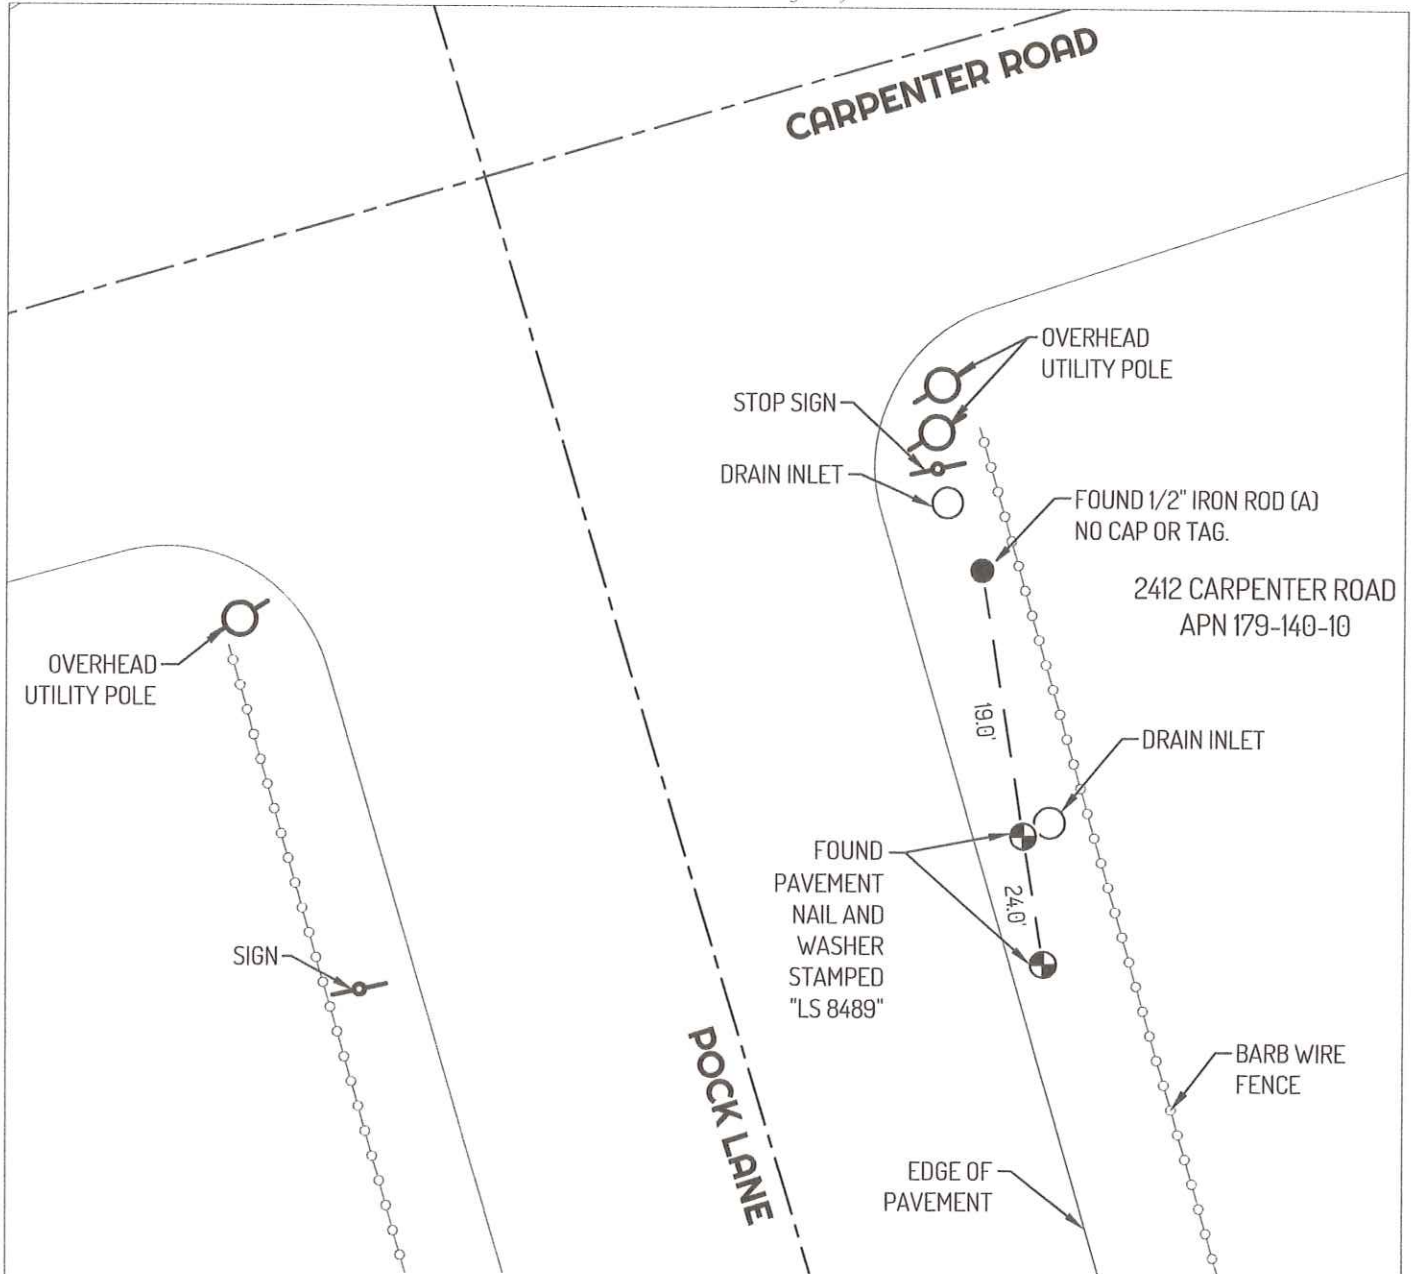 CARPENTER ROAD
OVERHEAD
UTILITY POLE
STOP SIGN
DRAIN INLET
FOUND 1/2" IRON ROD (A)
NO CAP OR TAG.
2412 CARPENTER ROAD
APN 179-140-10
OVERHEAD
UTILITY POLE
19.0'
DRAIN INLET
FOUND
PAVEMENT
NAIL AND
WASHER
STAMPED
"LS 8489"
24.0'
SIGN
POCK LANE
BARB WIRE
FENCE
EDGE OF
PAVEMENT